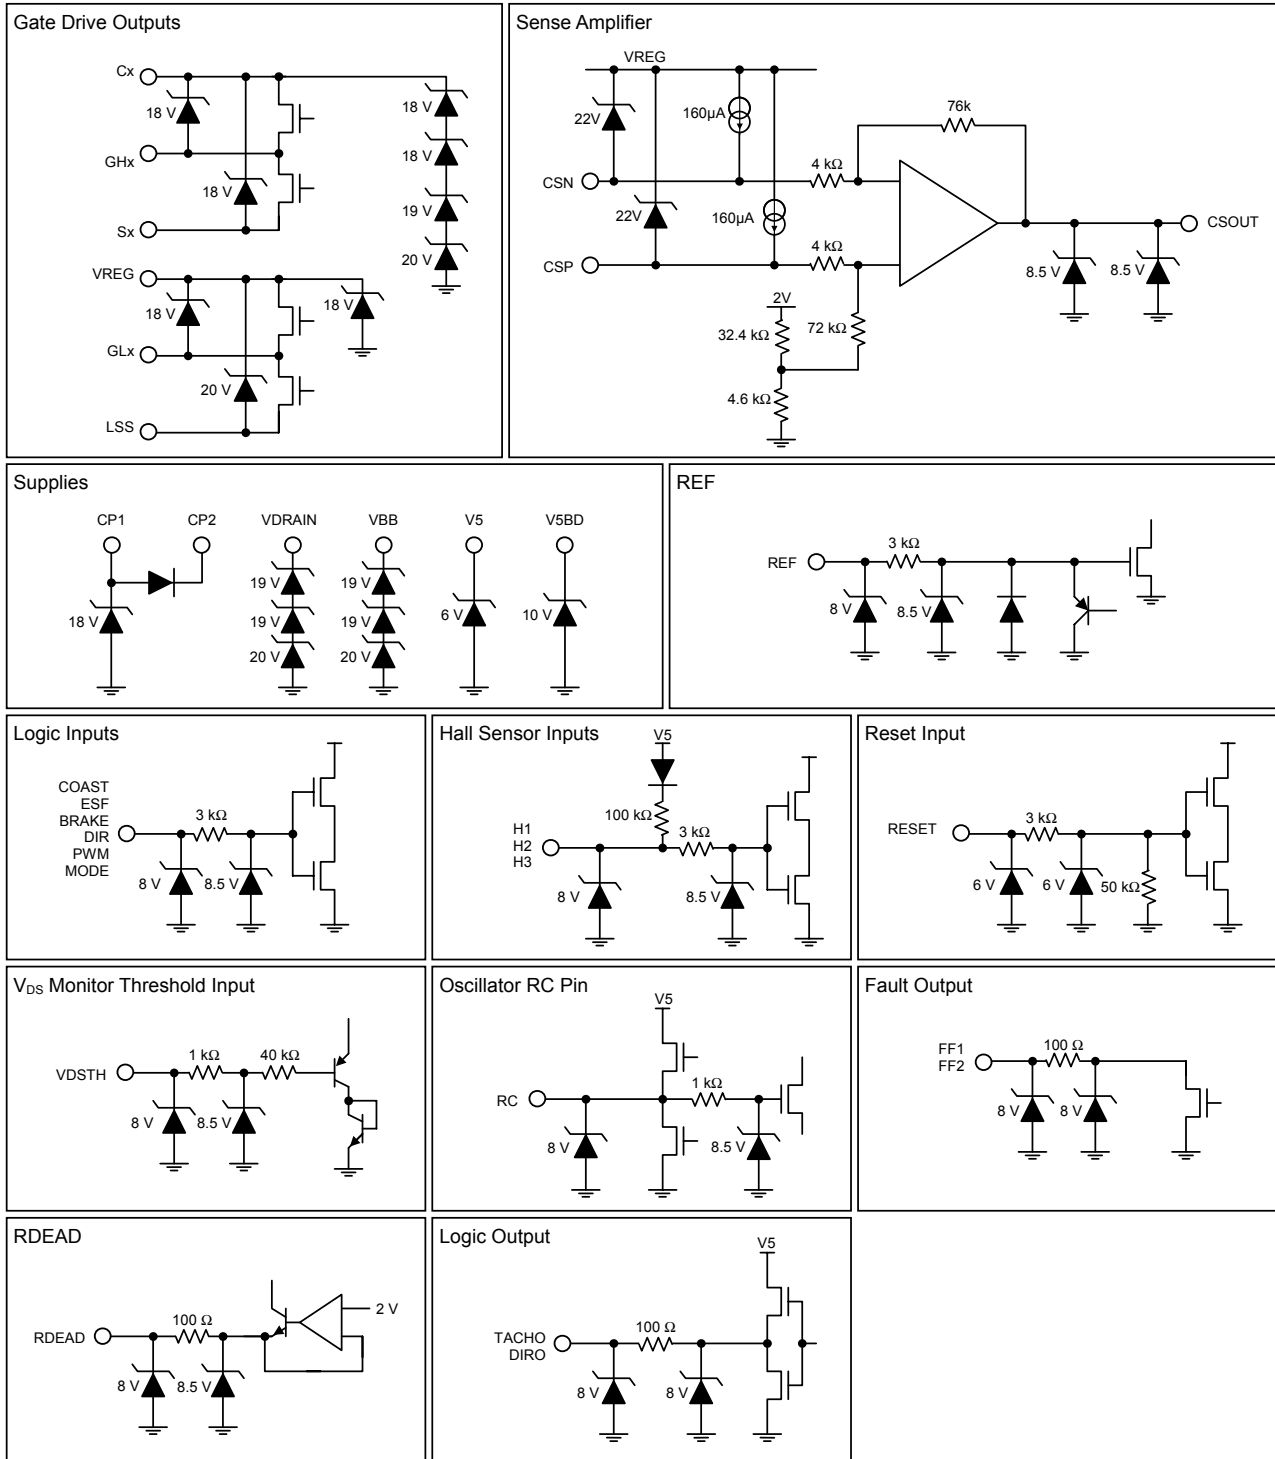 Gate Drive Outputs
Cx
18 V
GHx
18 V
Sx
18 V
18 V
19 V
20 V
VREG
18 V
18 V
GLx
20 V
LSS
Sense Amplifier
VREG
22V
160µA
76k
4 kΩ
CSN
22V
160µA
CSOUT
4 kΩ
CSP
8.5 V
8.5 V
2V
32.4 kΩ
72 kΩ
4.6 kΩ
Supplies
CP1
CP2
VDRAIN
VBB
V5
V5BD
18 V
19 V
19 V
20 V
19 V
19 V
20 V
6 V
10 V
REF
REF
3 kΩ
8 V
8.5 V
Logic Inputs
COAST
ESF
BRAKE
DIR
PWM
MODE
3 kΩ
8 V
8.5 V
Hall Sensor Inputs
V5
100 kΩ
3 kΩ
H1
H2
H3
8 V
8.5 V
Reset Input
RESET
3 kΩ
6 V
6 V
50 kΩ
VDS Monitor Threshold Input
VDSTH
1 kΩ
40 kΩ
8 V
8.5 V
Oscillator RC Pin
V5
RC
1 kΩ
8 V
8.5 V
Fault Output
FF1
FF2
100 Ω
8 V
8 V
RDEAD
RDEAD
100 Ω
2 V
8 V
8.5 V
Logic Output
V5
TACHO
DIRO
100 Ω
8 V
8 V